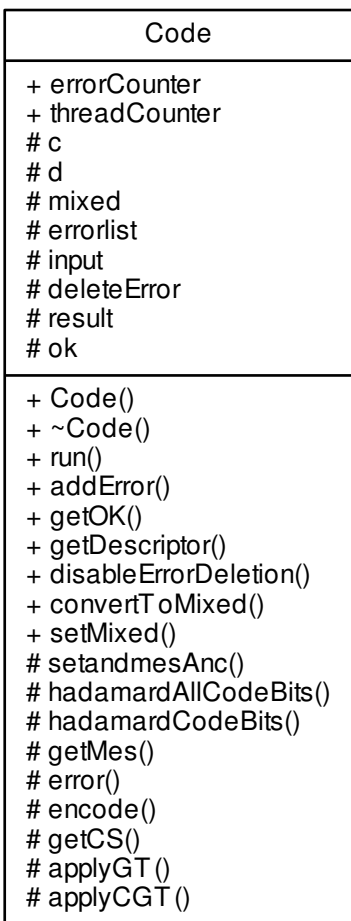 Code
+ errorCounter
+ threadCounter
# c
# d
# mixed
# errorlist
# input
# deleteError
# result
# ok
+ Code()
+ ~Code()
+ run()
+ addError()
+ getOK()
+ getDescriptor()
+ disableErrorDeletion()
+ convertToMixed()
+ setMixed()
# setandmesAnc()
# hadamardAllCodeBits()
# hadamardCodeBits()
# getMes()
# error()
# encode()
# getCS()
# applyGT()
# applyCGT()